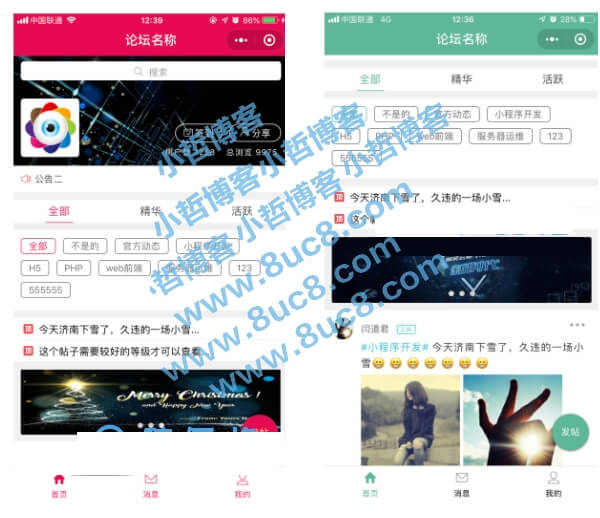 中国联通
12:39
86%
论坛名称
搜索
分享
总浏览 9975
公告二
全部
精华
活跃
全部
不是的
官方动态
小程序开发
H5
PHP
web前端
服务器运维
123
555555
顶 今天济南下雪了，久违的一场小雪...
顶 这个帖子需要较好的等级才可以查看
Merry Christmas !
and Happy New Year
发帖
首页
消息
我的
中国联通 4G
12:36
28%
论坛名称
全部
精华
活跃
不是的
官方动态
小程序开发
H5
PHP
web前端
服务器运维
123
555555
顶 今天济南下雪了，久违的一场小雪...
顶 这个
闫道君
#小程序开发# 今天济南下雪了，久违的一场小
雪😄😄😄😄😄😄😄
发帖
首页
消息
我的
小哲博客小哲博客小哲博客
小哲博客小哲博客
www.8uc8.com
www.8uc8.com